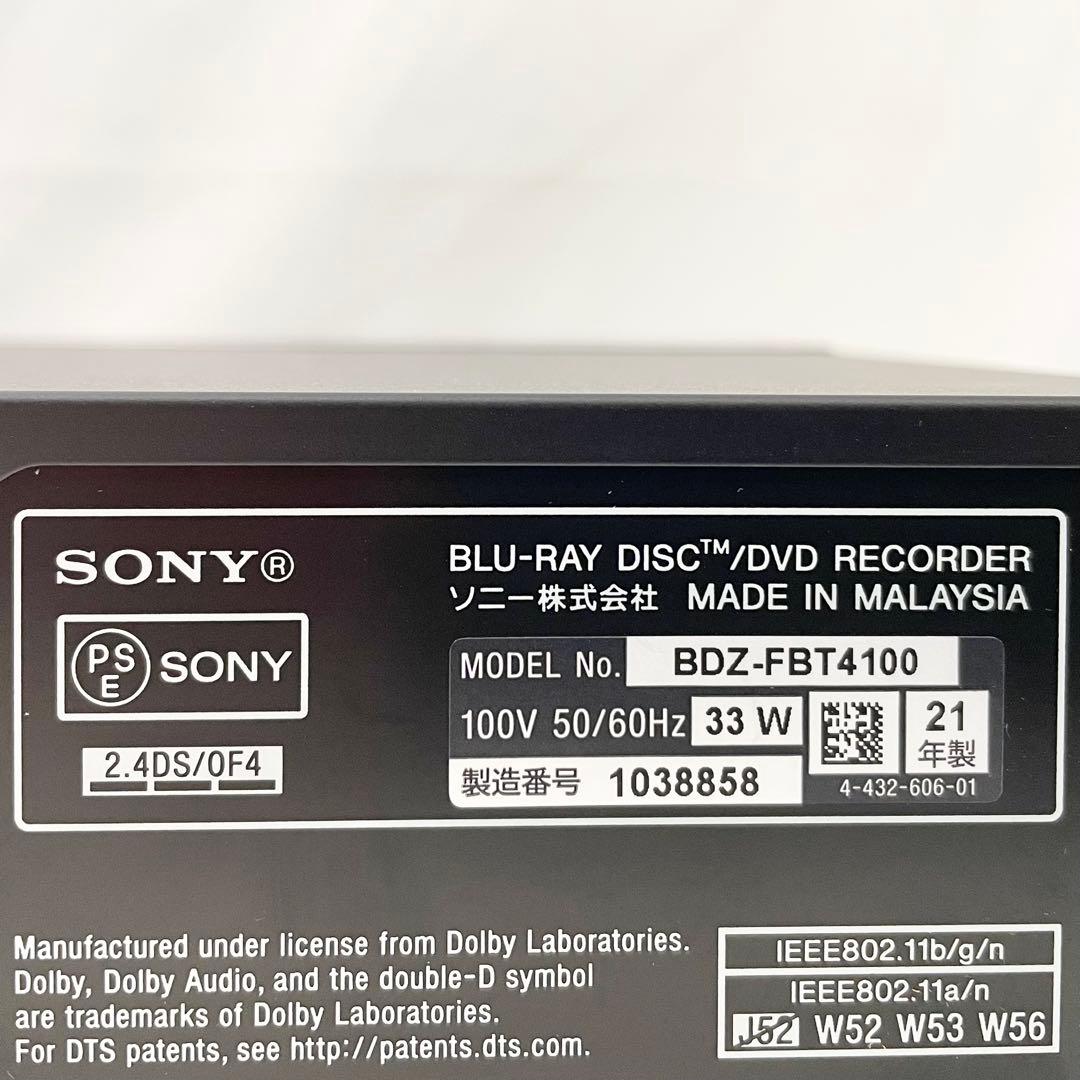 SONY®
PSE SONY
2.4DS/OF4
BLU-RAY DISC™/DVD RECORDER
ソニー株式会社 MADE IN MALAYSIA
MODEL No. BDZ-FBT4100
100V 50/60Hz 33 W
21
年製
製造番号 1038858
4-432-606-01
Manufactured under license from Dolby Laboratories.
Dolby, Dolby Audio, and the double-D symbol
are trademarks of Dolby Laboratories.
For DTS patents, see http://patents.dts.com.
IEEE802.11b/g/n
IEEE802.11a/n
J52 W52 W53 W56